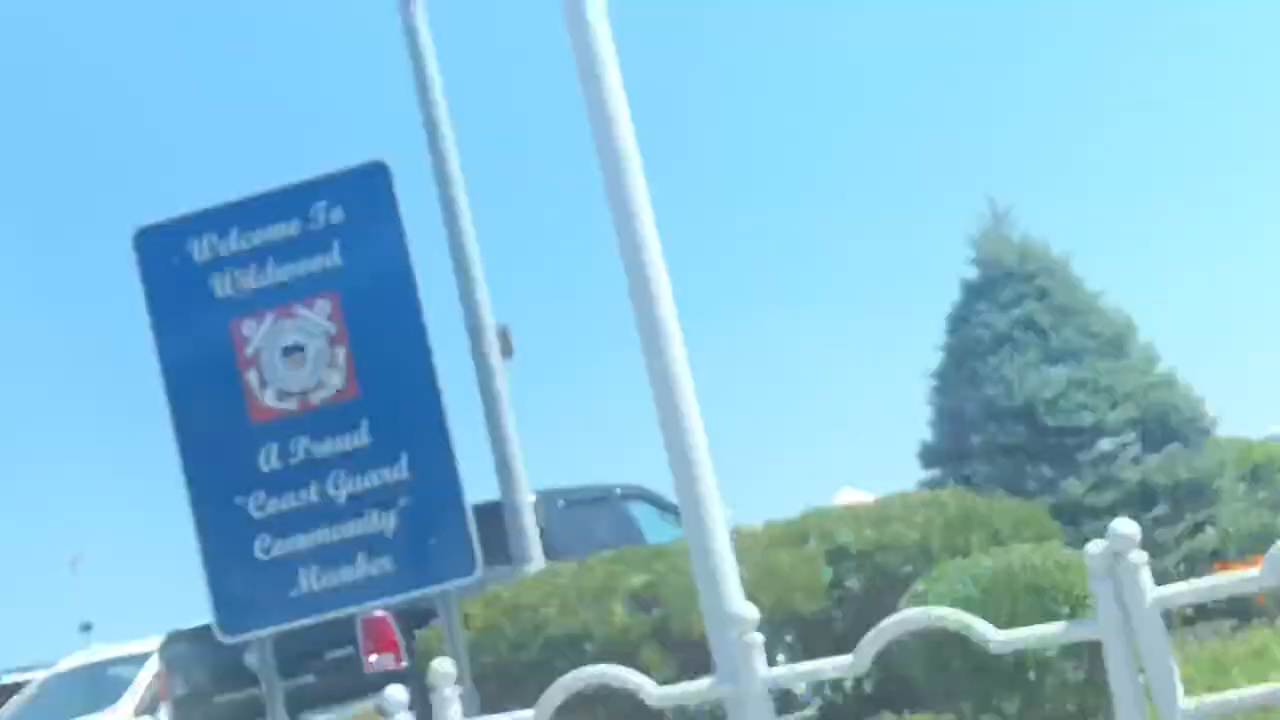 Welcome To
Wildwood
A Proud
"Coast Guard
Community"
Member